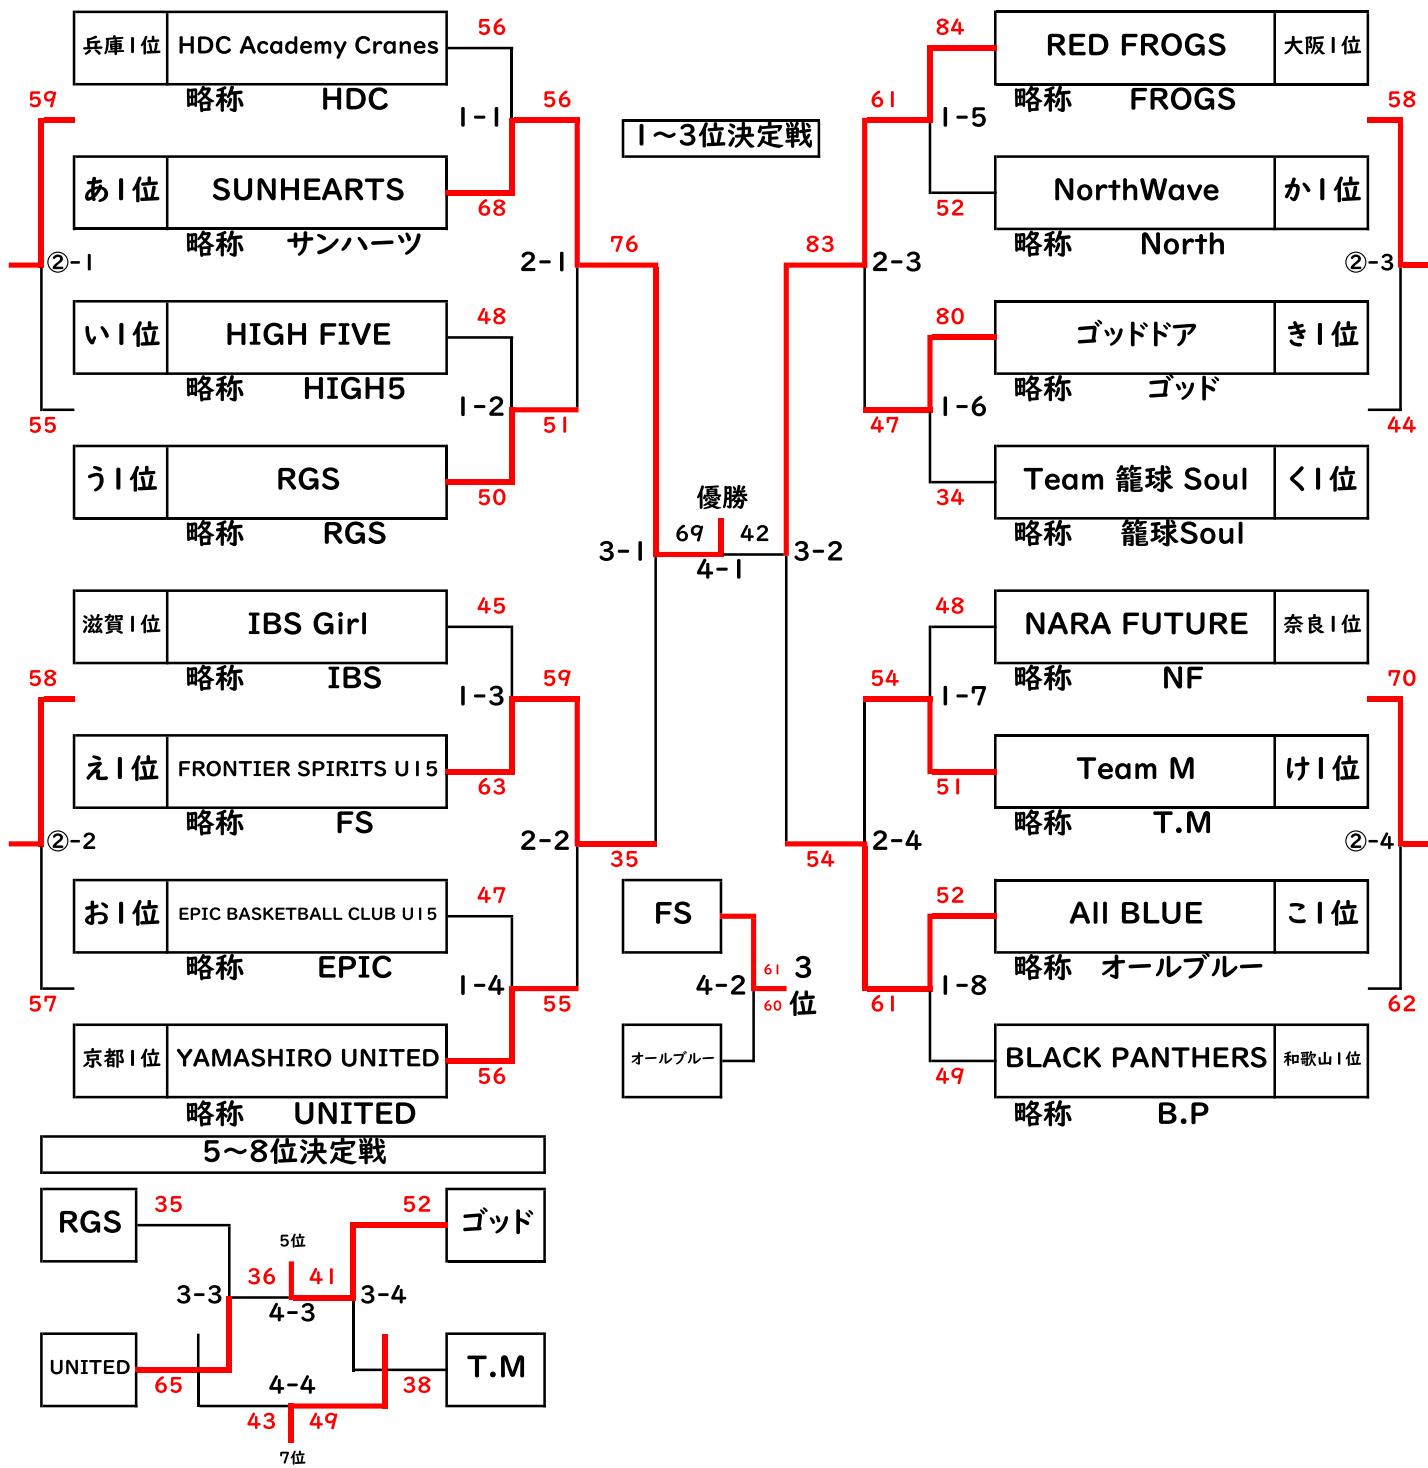 兵庫1位 HDC Academy Cranes
略称 HDC
56
59
1-1
56
あ1位 SUNHEARTS
略称 サンハーツ
68
②-1
2-1
76
い1位 HIGH FIVE
略称 HIGH5
48
1-2
55
51
う1位 RGS
略称 RGS
50
滋賀1位 IBS Girl
略称 IBS
45
58
1-3
59
え1位 FRONTIER SPIRITS U15
略称 FS
63
②-2
2-2
35
お1位 EPIC BASKETBALL CLUB U15
略称 EPIC
47
1-4
57
55
京都1位 YAMASHIRO UNITED
略称 UNITED
56
1〜3位決定戦
優勝
3-1
69
42
3-2
4-1
FS
4-2
61
60
3
位
オールブルー
84
RED FROGS 大阪1位
略称 FROGS
61
1-5
58
NorthWave か1位
略称 North
52
83
2-3
②-3
80
ゴッドドア き1位
略称 ゴッド
47
1-6
44
Team 籠球 Soul く1位
略称 籠球Soul
34
48
NARA FUTURE 奈良1位
略称 NF
54
1-7
70
Team M け1位
略称 T.M
51
54
2-4
②-4
52
All BLUE こ1位
略称 オールブルー
61
1-8
62
BLACK PANTHERS 和歌山1位
略称 B.P
49
5〜8位決定戦
RGS
35
52
ゴッド
5位
36
41
3-3
4-3
3-4
UNITED
65
4-4
38
T.M
43
49
7位